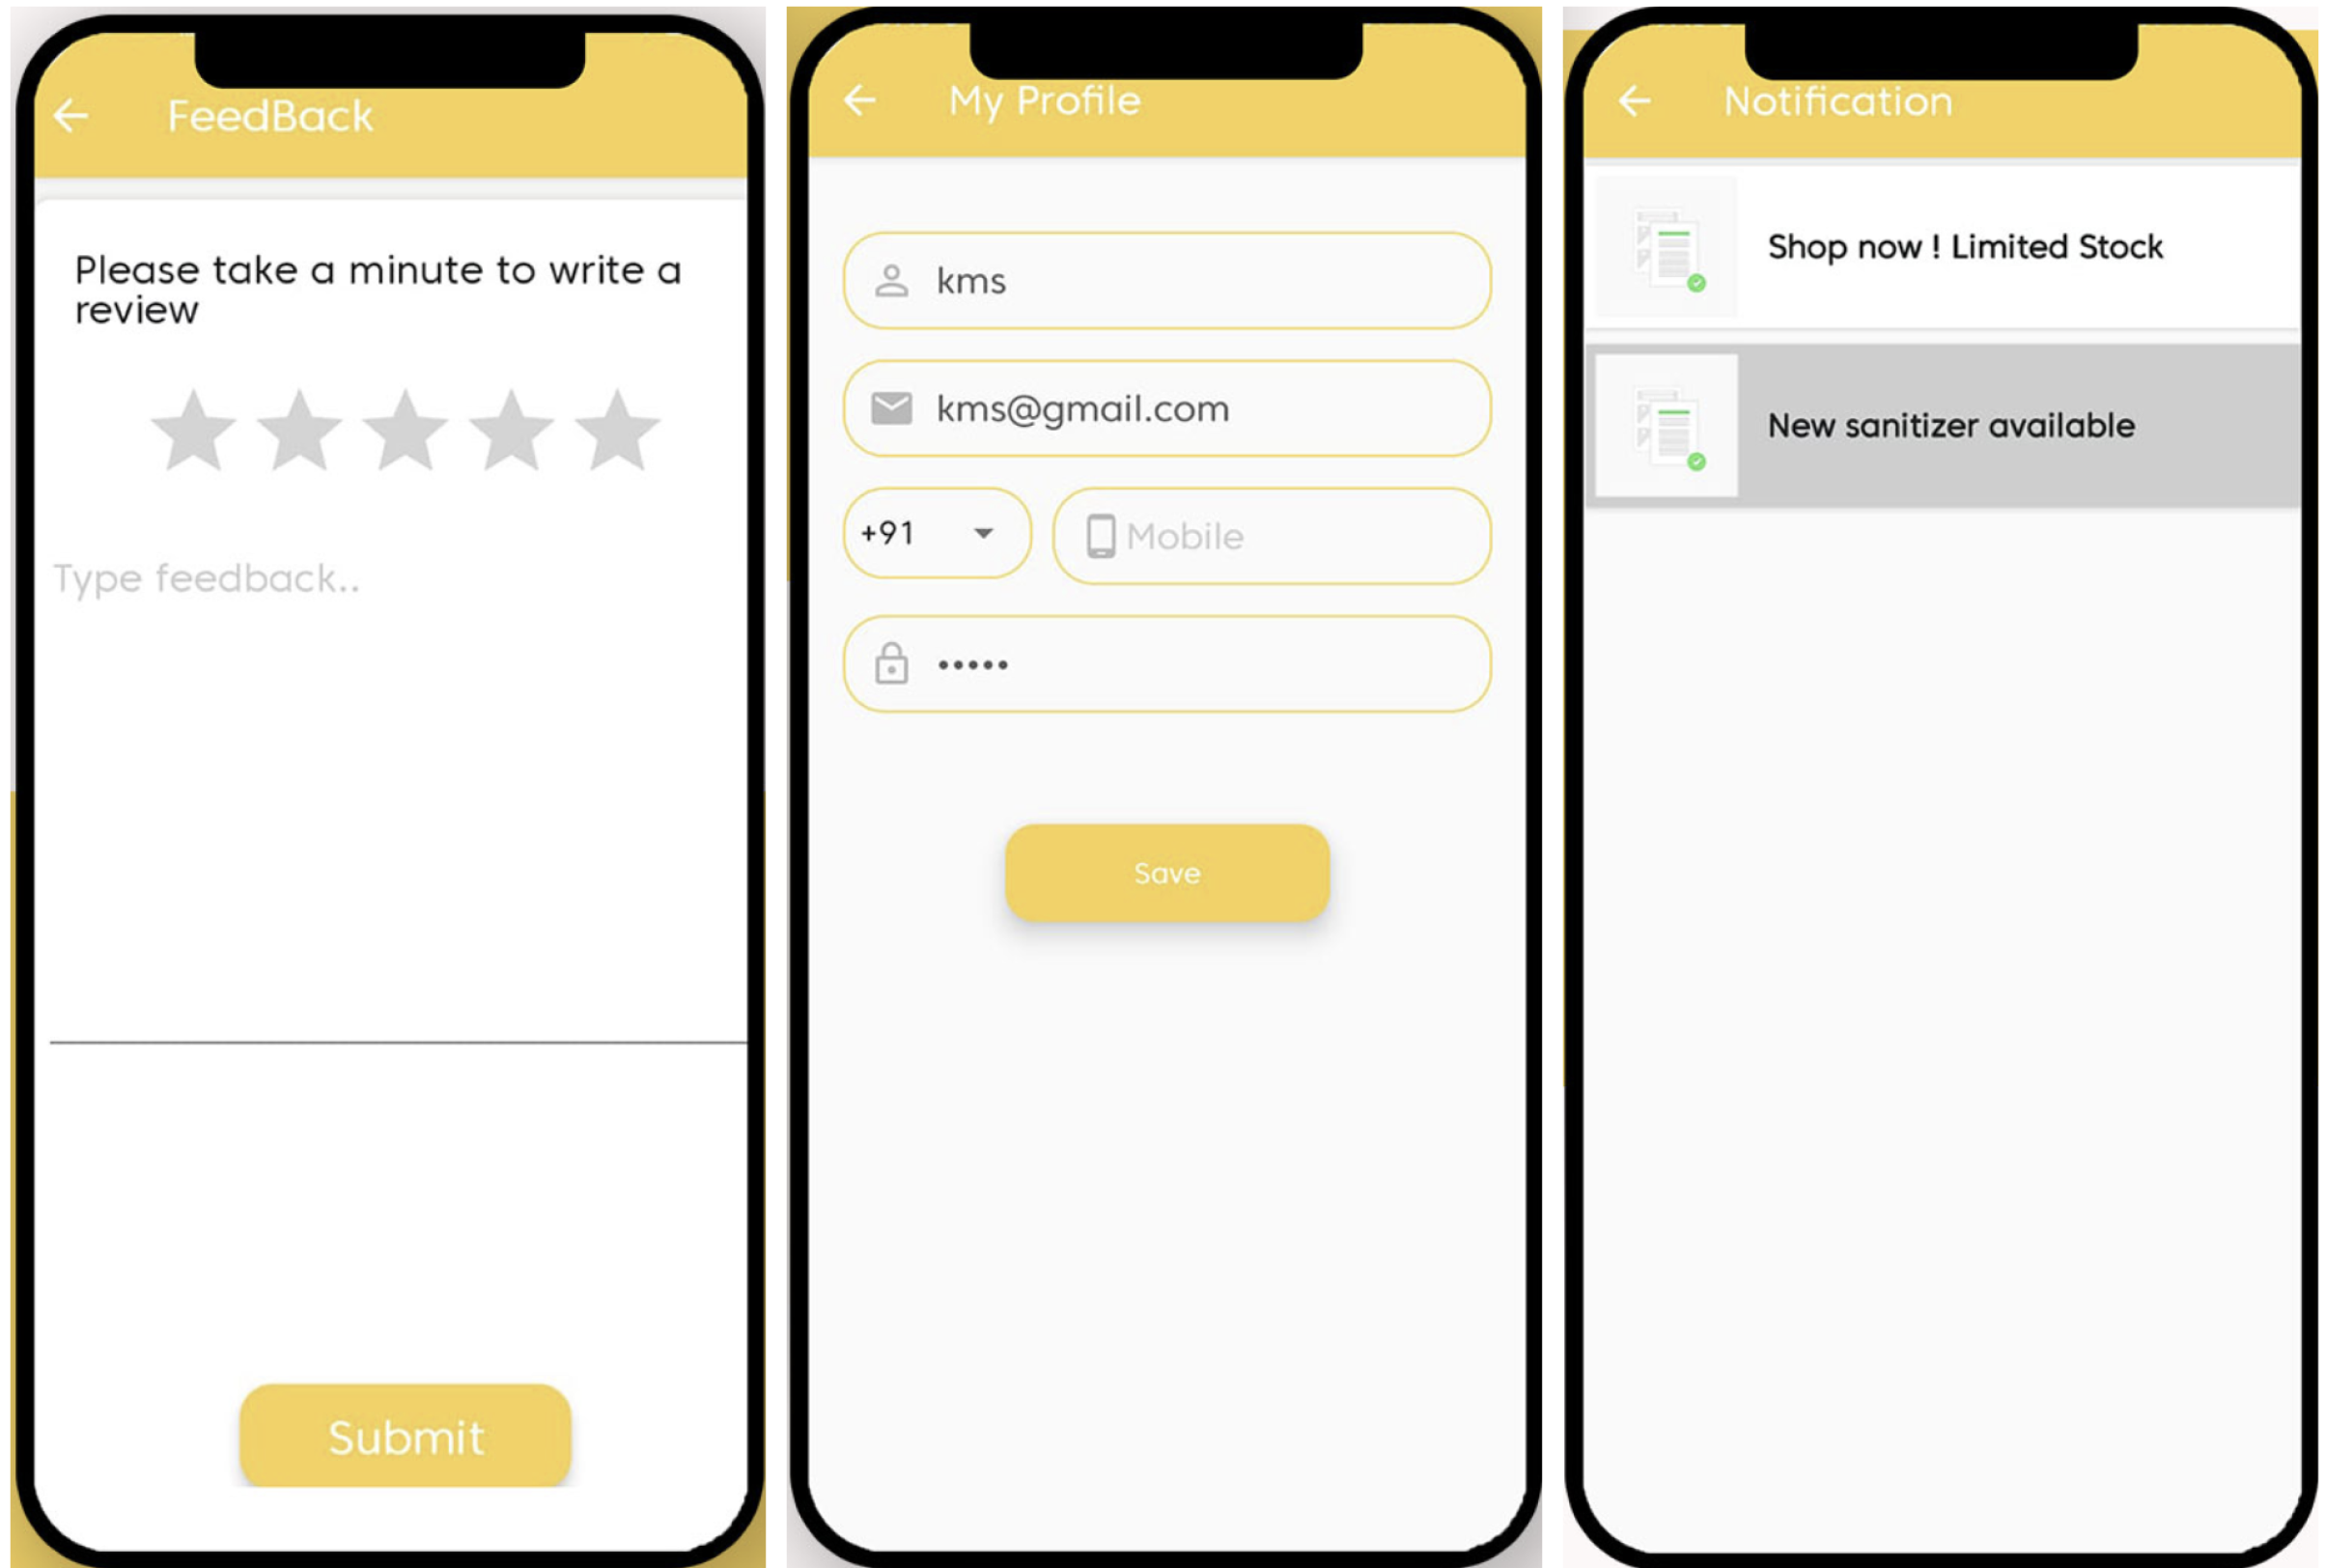 FeedBack
Please take a minute to write a
review
Type feedback..
Submit
My Profile
kms
kms@gmail.com
+91
Mobile
•••••
Save
Notification
Shop now ! Limited Stock
New sanitizer available